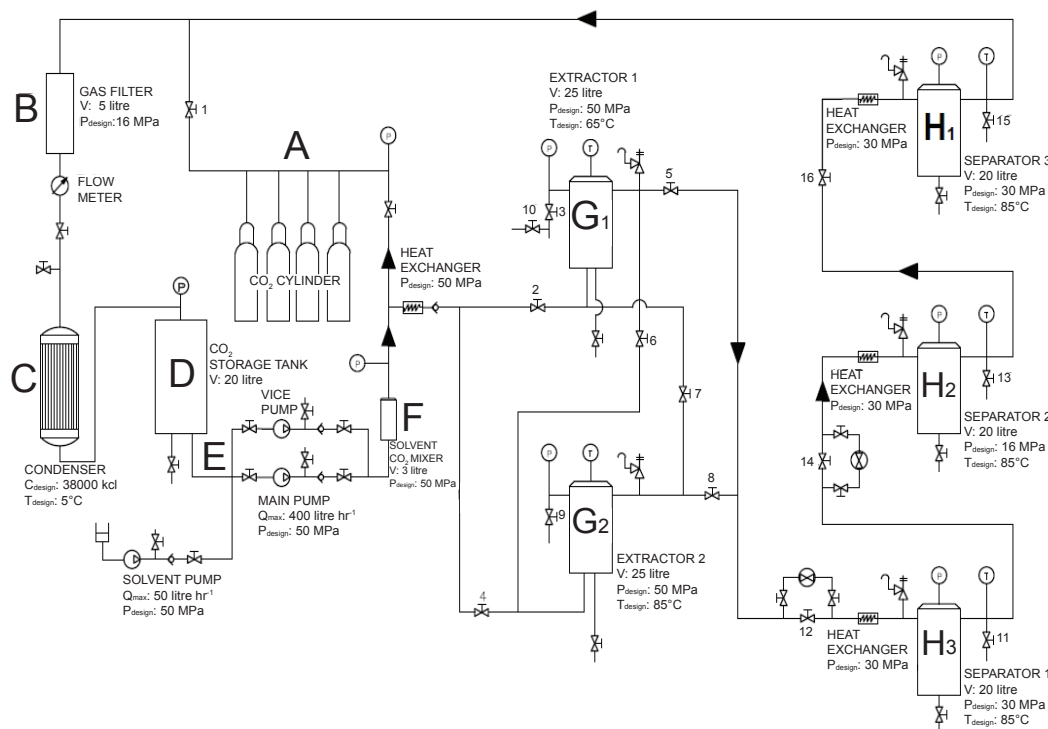 B
GAS FILTER
V: 5 litre
Pdesign:16 MPa
FLOW
METER
1
A
P
CO2 CYLINDER
HEAT
EXCHANGER
Pdesign: 50 MPa
C
CONDENSER
Cdesign: 38000 kcl
Tdesign: 5°C
P
D
CO2
STORAGE TANK
V: 20 litre
VICE
PUMP
E
MAIN PUMP
Qmax: 400 litre hr-1
Pdesign: 50 MPa
SOLVENT PUMP
Qmax: 50 litre hr-1
Pdesign: 50 MPa
P
F
SOLVENT
CO2 MIXER
V: 3 litre
Pdesign: 50 MPa
EXTRACTOR 1
V: 25 litre
Pdesign: 50 MPa
Tdesign: 65°C
P
T
10
3
G1
5
2
6
7
4
P
T
9
G2
8
EXTRACTOR 2
V: 25 litre
Pdesign: 50 MPa
Tdesign: 85°C
P
T
HEAT
EXCHANGER
Pdesign: 30 MPa
H1
15
16
SEPARATOR 3
V: 20 litre
Pdesign: 30 MPa
Tdesign: 85°C
P
T
HEAT
EXCHANGER
Pdesign: 30 MPa
H2
13
14
SEPARATOR 2
V: 20 litre
Pdesign: 16 MPa
Tdesign: 85°C
P
T
12
HEAT
EXCHANGER
Pdesign: 30 MPa
H3
11
SEPARATOR 1
V: 20 litre
Pdesign: 30 MPa
Tdesign: 85°C